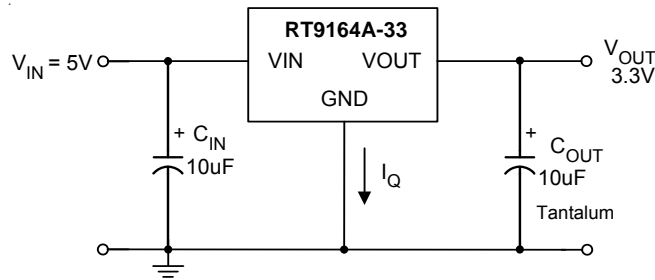 RT9164A-33
V_IN = 5V
VIN VOUT
GND
V_OUT
3.3V
+ C_IN
10uF
I_Q
+
C_OUT
10uF
Tantalum